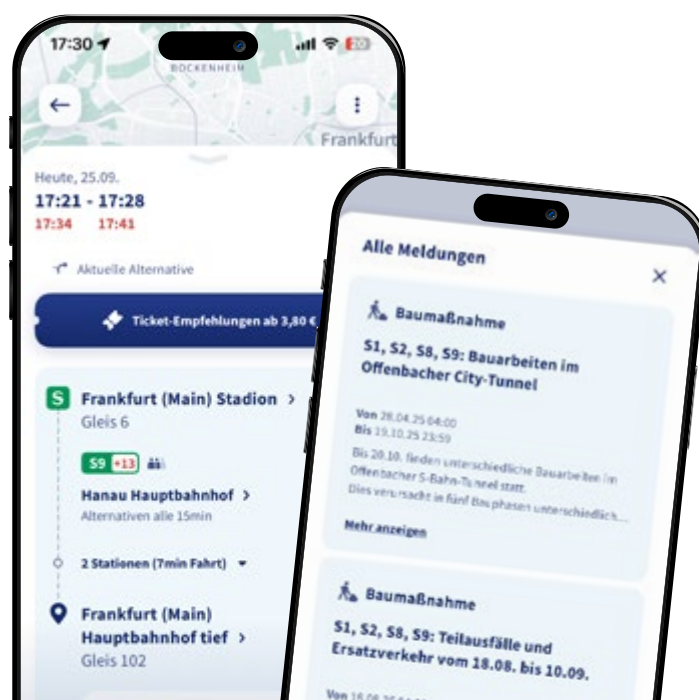 17:30
20
BOCKENHEIM
Frankfurt
Heute, 25.09.
17:21 - 17:28
17:34 17:41
Aktuelle Alternative
Ticket-Empfehlungen ab 3,80 €
S Frankfurt (Main) Stadion >
Gleis 6
S9 +13
Hanau Hauptbahnhof >
Alternativen alle 15min
2 Stationen (7min Fahrt)
Frankfurt (Main)
Hauptbahnhof tief >
Gleis 102
Alle Meldungen
Baumaßnahme
S1, S2, S8, S9: Bauarbeiten im
Offenbacher City-Tunnel
Von 28.04.25 04:00
Bis 19.10.25 23:59
Bis 20.10. finden unterschiedliche Bauarbeiten im
Offenbacher S-Bahn-Tunnel statt.
Dies verursacht in fünf Bauphasen unterschiedlich...
Mehr anzeigen
Baumaßnahme
S1, S2, S8, S9: Teilausfälle und
Ersatzverkehr vom 18.08. bis 10.09.
Von